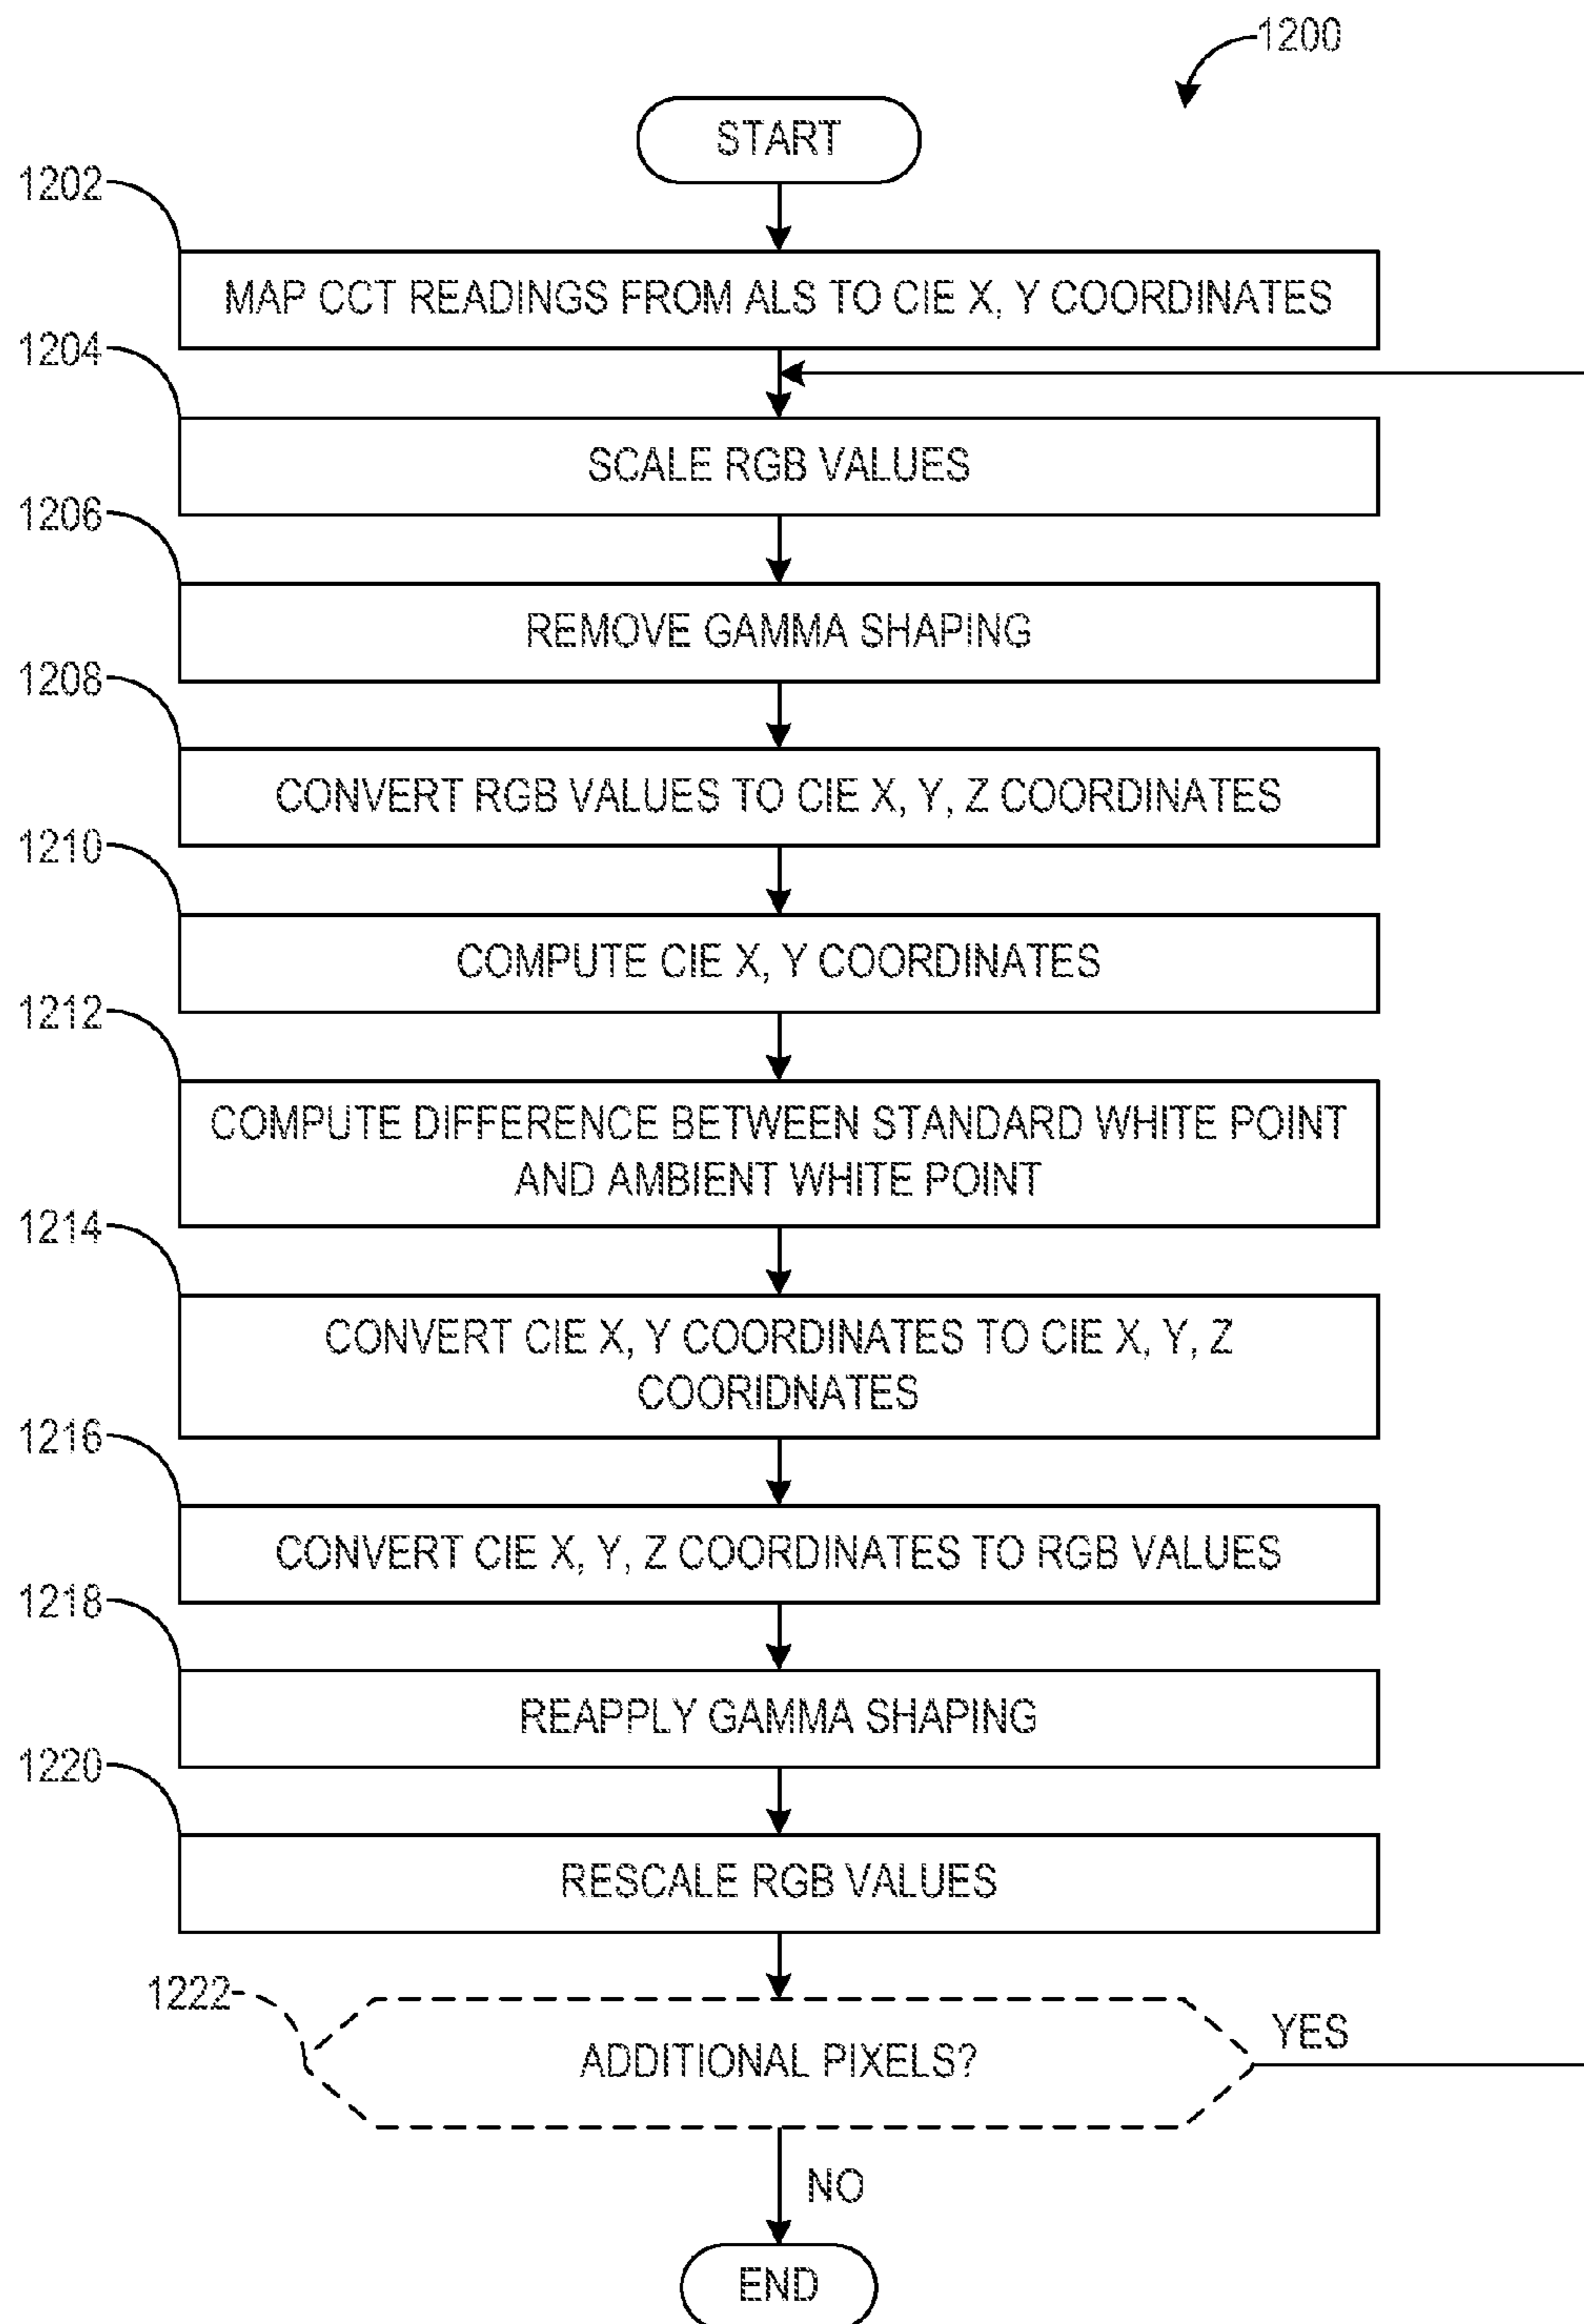 1200
START
1202
MAP CCT READINGS FROM ALS TO CIE X, Y COORDINATES
1204
SCALE RGB VALUES
1206
REMOVE GAMMA SHAPING
1208
CONVERT RGB VALUES TO CIE X, Y, Z COORDINATES
1210
COMPUTE CIE X, Y COORDINATES
1212
COMPUTE DIFFERENCE BETWEEN STANDARD WHITE POINT
AND AMBIENT WHITE POINT
1214
CONVERT CIE X, Y COORDINATES TO CIE X, Y, Z
COORIDNATES
1216
CONVERT CIE X, Y, Z COORDINATES TO RGB VALUES
1218
REAPPLY GAMMA SHAPING
1220
RESCALE RGB VALUES
1222
ADDITIONAL PIXELS?
YES
NO
END